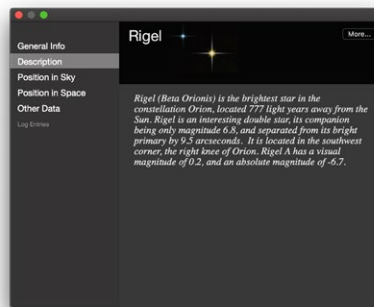 Rigel
More...
General Info
Description
Position in Sky
Position in Space
Other Data
Log Entries
Rigel (Beta Orionis) is the brightest star in the
constellation Orion, located 777 light years away from the
Sun. Rigel is an interesting double star, its companion
being only magnitude 6.8, and separated from its bright
primary by 9.5 arcseconds.  It is located in the southwest
corner, the right knee of Orion. Rigel A has a visual
magnitude of 0.2, and an absolute magnitude of -6.7.